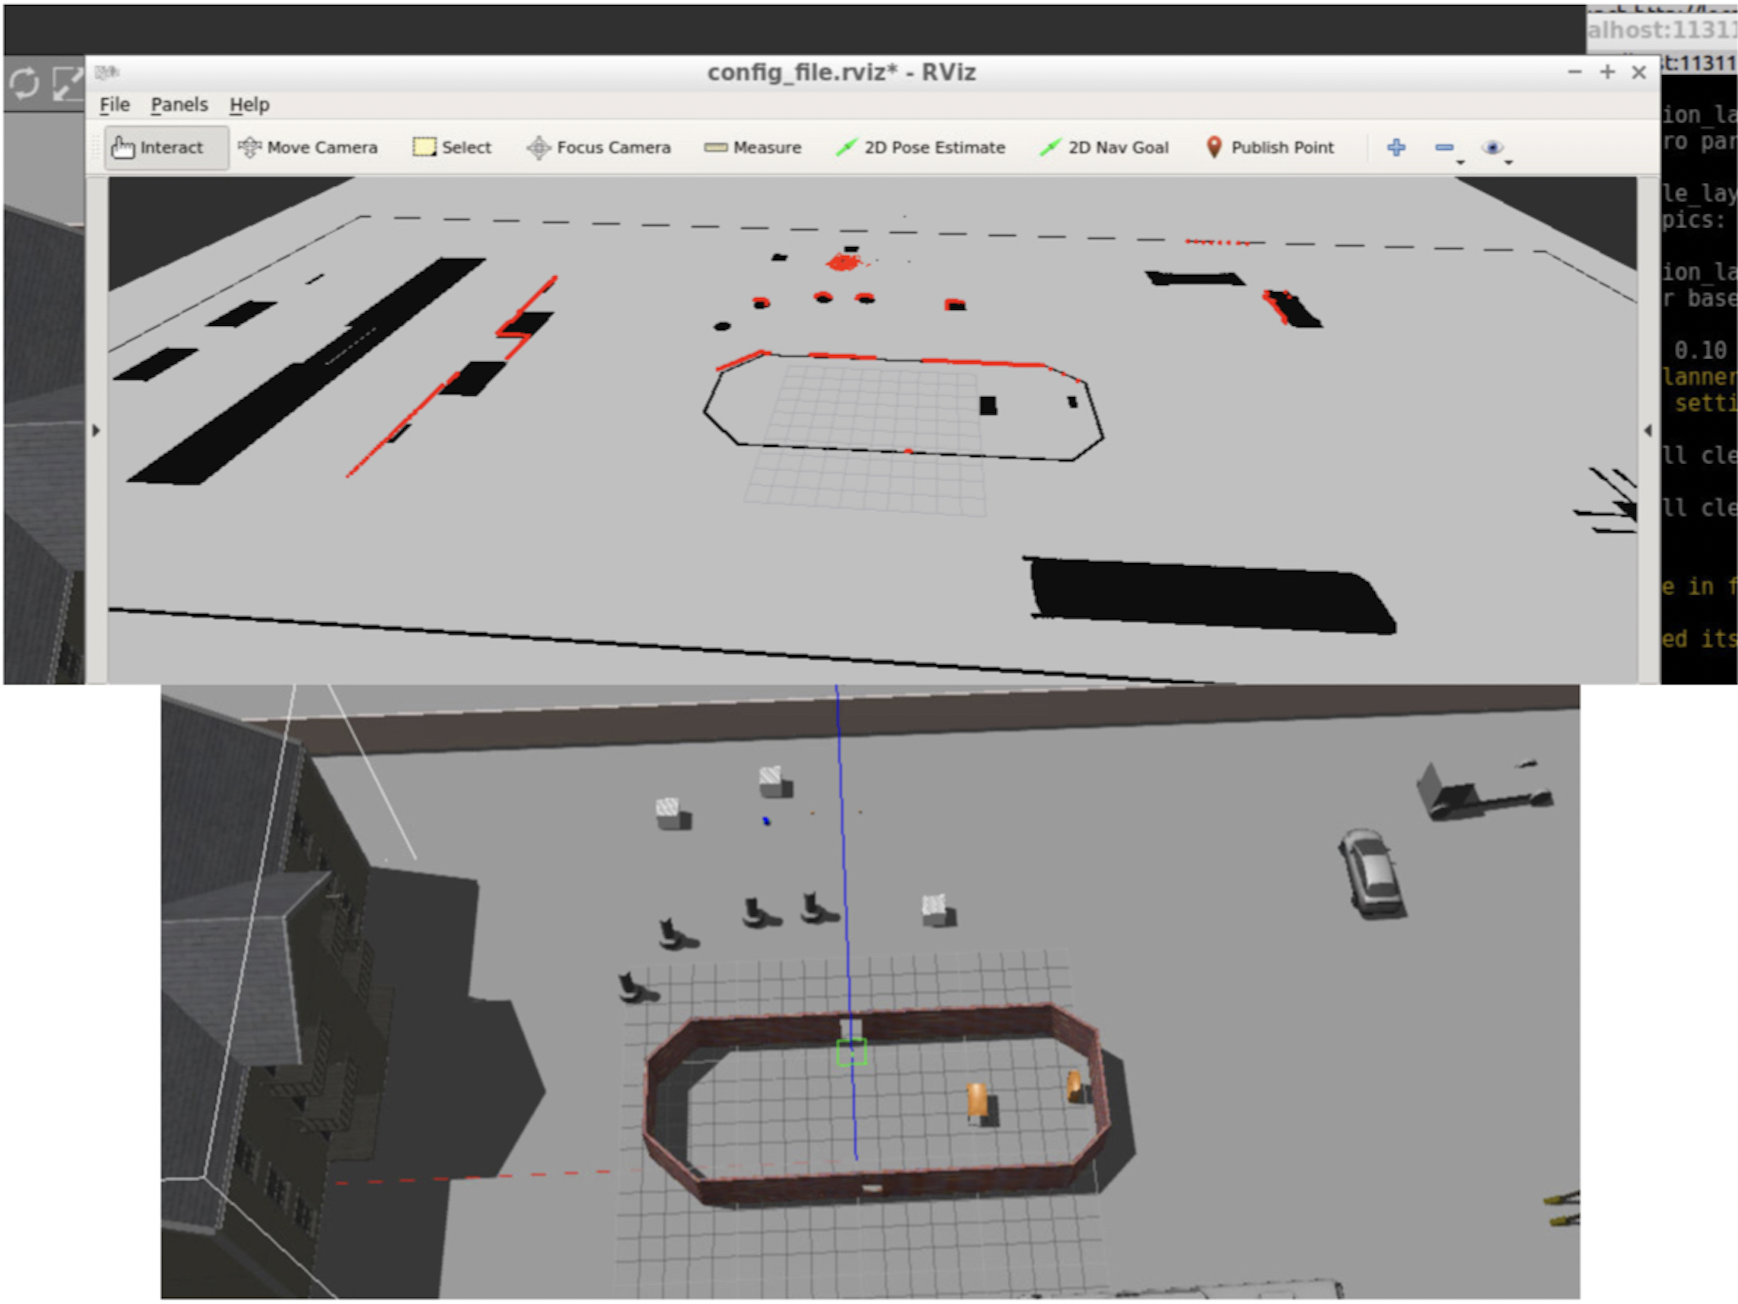 alhost:11311
st:11311
config_file.rviz* - RViz
File Panels Help
Interact Move Camera Select Focus Camera Measure 2D Pose Estimate 2D Nav Goal Publish Point
ion_la
ro par
le_lay
pics:
ion_la
r base
0.10
lanner
setti
ll cle
ll cle
e in f
ed its